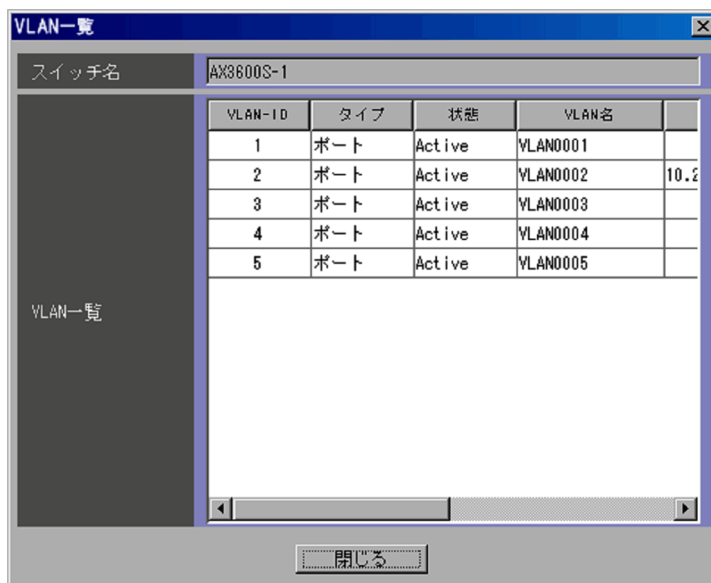 VLAN一覧
スイッチ名 AX3600S-1
VLAN-ID タイプ 状態 VLAN名
1 ポート Active VLAN0001
2 ポート Active VLAN0002 10.2
3 ポート Active VLAN0003
4 ポート Active VLAN0004
5 ポート Active VLAN0005
VLAN一覧
閉じる